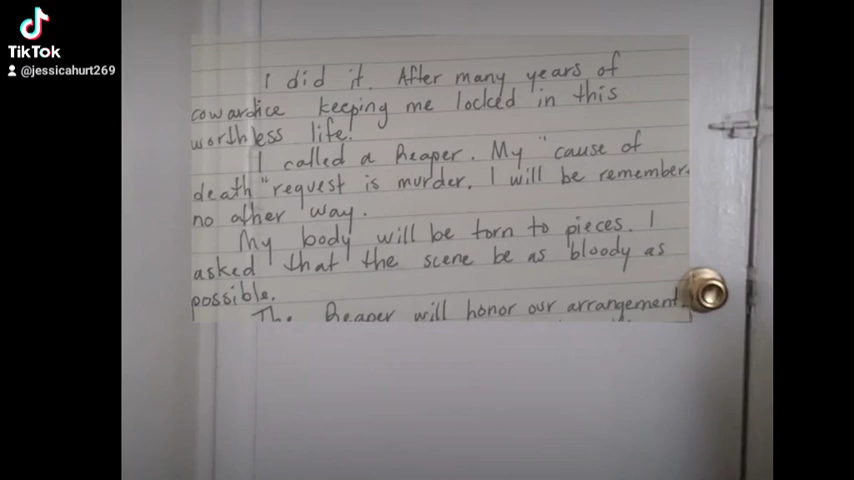 TikTok
@jessicahurt269
I did it. After many years of
cowardice keeping me locked in this
worthless life!
I called a Reaper. My "cause of
death" request is murder. I will be remember
no other way.
My body will be torn to pieces. I
asked that the scene be as bloody as
possible.
The Reaper will honor our arrangement.